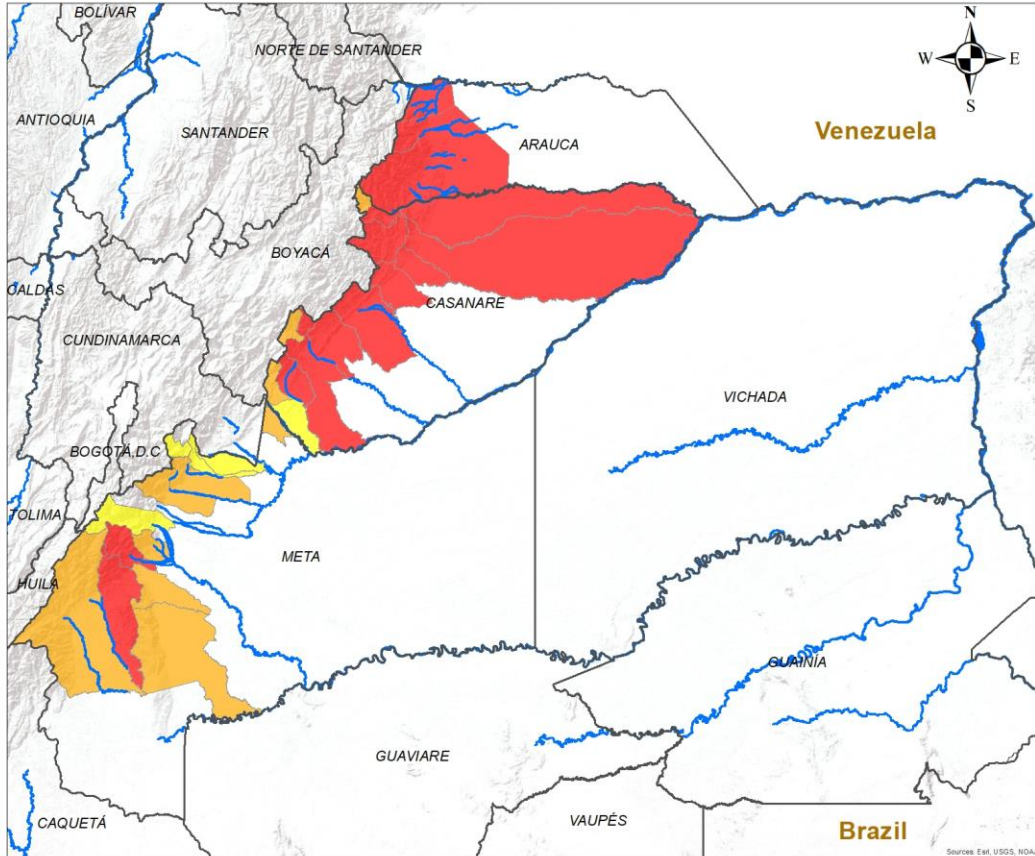 BOLÍVAR
NORTE DE SANTANDER
N
W
E
S
ANTIOQUIA
SANTANDER
ARAUCA
Venezuela
BOYACÁ
CALDAS
CASANARE
CUNDINAMARCA
VICHADA
BOGOTÁ.D.C
TOLIMA
META
HUILA
GUAINÍA
GUAVIARE
CAQUETÁ
VAUPÉS
Brazil
Sources: Esri, USGS, NOAA